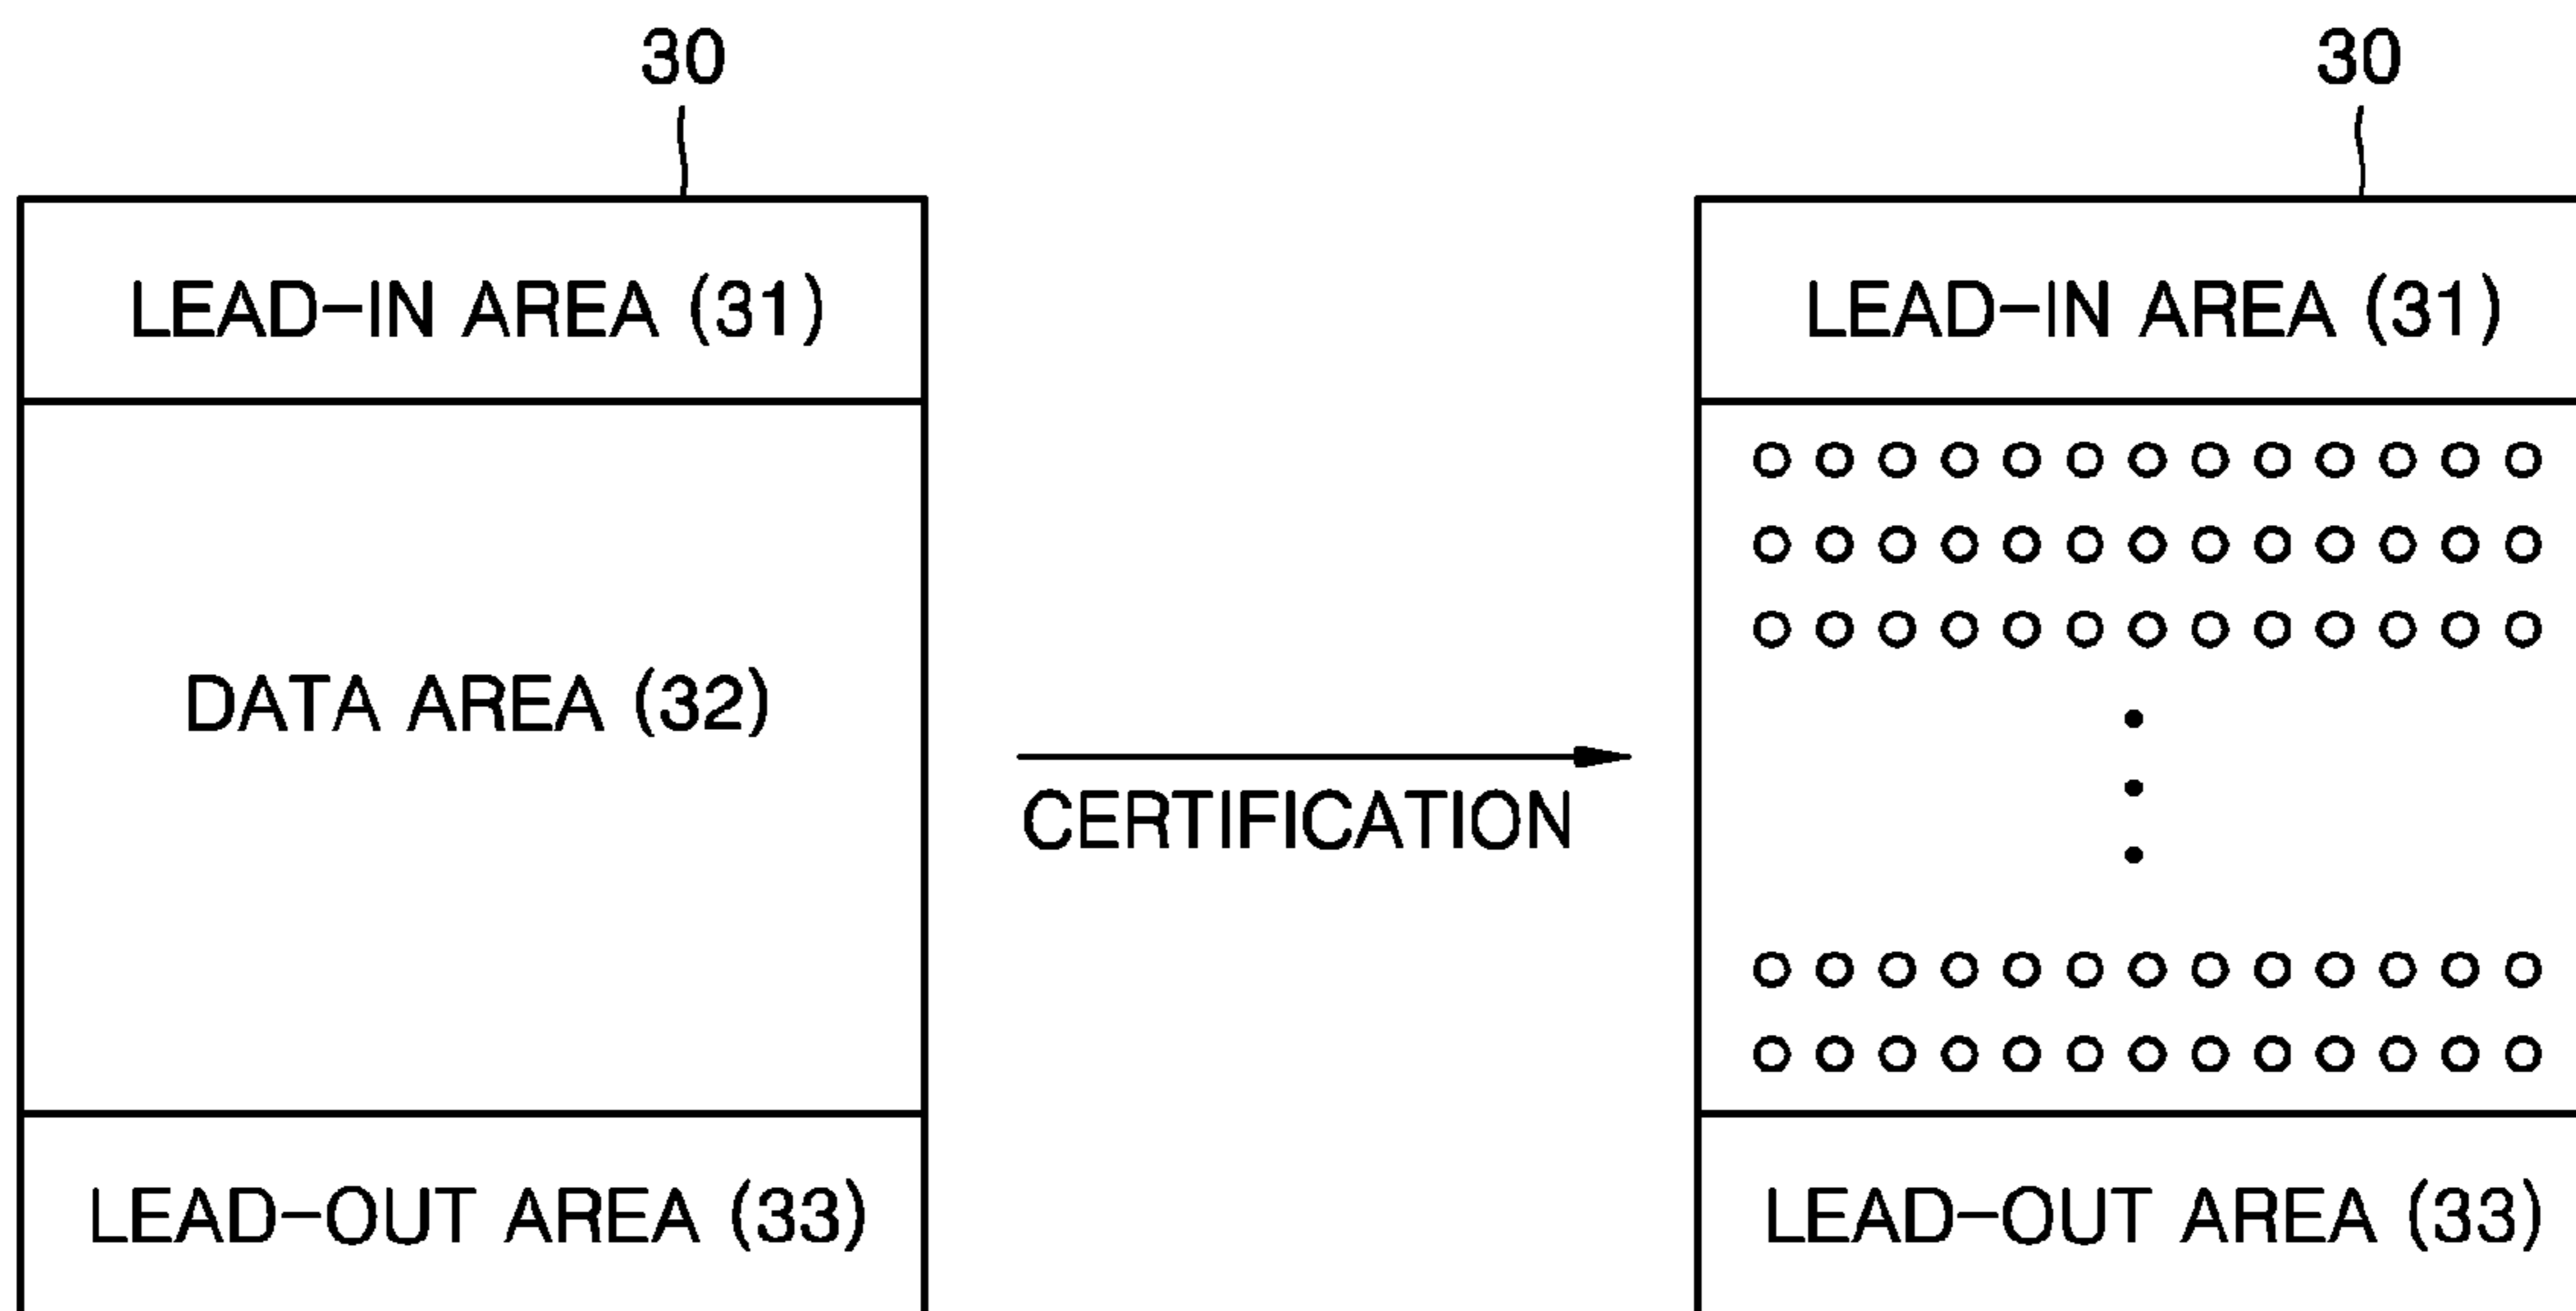 30
LEAD-IN AREA (31)
DATA AREA (32)
LEAD-OUT AREA (33)
CERTIFICATION
30
LEAD-IN AREA (31)
LEAD-OUT AREA (33)